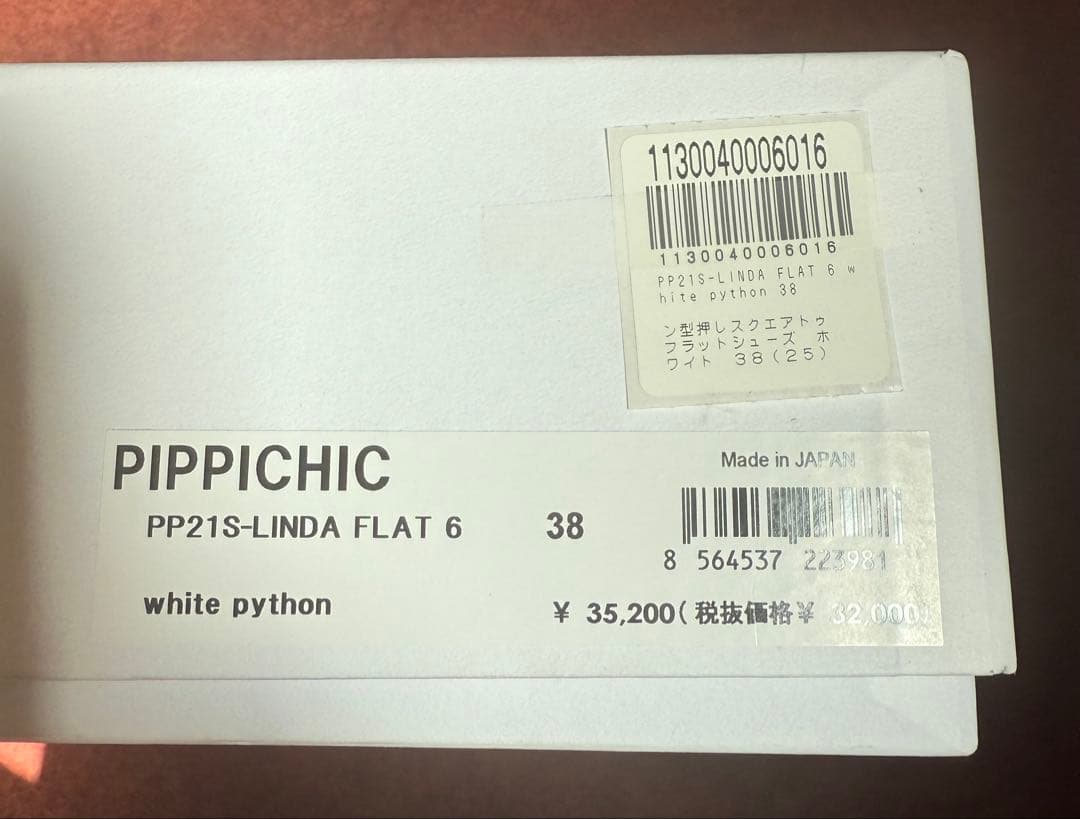 1130040006016
1130040006016
PP21S-LINDA FLAT 6 w
hite python 38
ン型押しスクエアトゥ
フラットシューズ ホ
ワイト 38(25)
PIPPICHIC
Made in JAPAN
PP21S-LINDA FLAT 6 38
8 564537 223981
white python
¥ 35,200(税抜価格¥ 32,000)